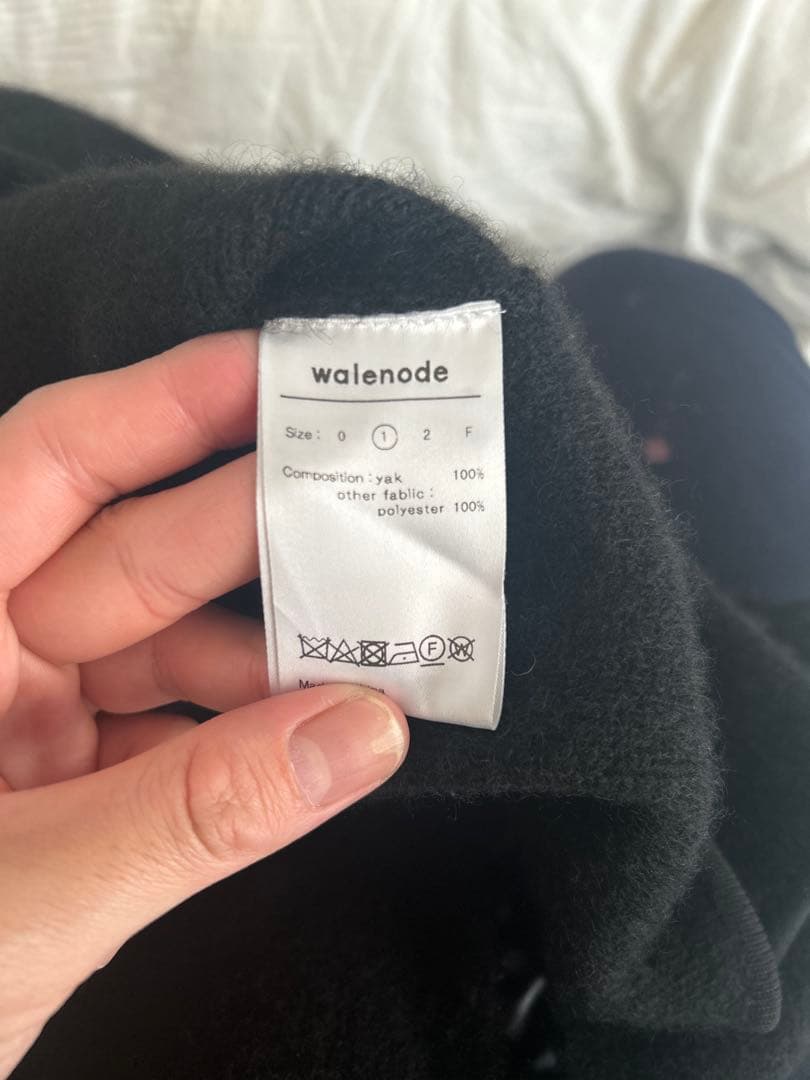 walenode
Size : 0 1 2 F
Composition : yak 100%
other fablic :
polyester 100%
F W